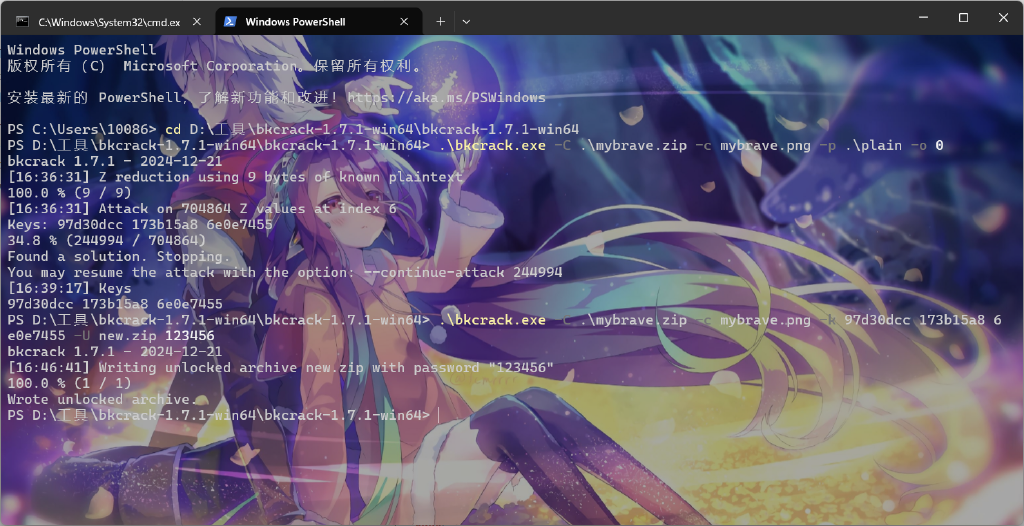 C:\Windows\System32\cmd.ex
Windows PowerShell
Windows PowerShell
版权所有 (C) Microsoft Corporation。保留所有权利。
安装最新的 PowerShell，了解新功能和改进！https://aka.ms/PSWindows
PS C:\Users\10086> cd D:\工具\bkcrack-1.7.1-win64\bkcrack-1.7.1-win64
PS D:\工具\bkcrack-1.7.1-win64\bkcrack-1.7.1-win64> .\bkcrack.exe -C .\mybrave.zip -c mybrave.png -p .\plain -o 0
bkcrack 1.7.1 - 2024-12-21
[16:36:31] Z reduction using 9 bytes of known plaintext
100.0 % (9 / 9)
[16:36:31] Attack on 704864 Z values at index 6
Keys: 97d30dcc 173b15a8 6e0e7455
34.8 % (244994 / 704864)
Found a solution. Stopping.
You may resume the attack with the option: --continue-attack 244994
[16:39:17] Keys
97d30dcc 173b15a8 6e0e7455
PS D:\工具\bkcrack-1.7.1-win64\bkcrack-1.7.1-win64> .\bkcrack.exe -C .\mybrave.zip -c mybrave.png -k 97d30dcc 173b15a8 6
e0e7455 -U new.zip 123456
bkcrack 1.7.1 - 2024-12-21
[16:46:41] Writing unlocked archive new.zip with password "123456"
100.0 % (1 / 1)
Wrote unlocked archive.
PS D:\工具\bkcrack-1.7.1-win64\bkcrack-1.7.1-win64>